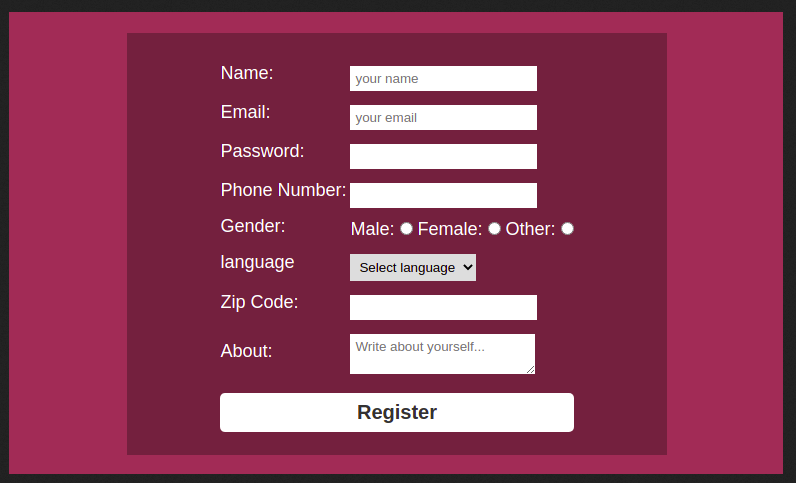 Name: your name
Email: your email
Password:
Phone Number:
Gender: Male: Female: Other:
language Select language
Zip Code:
About: Write about yourself...
Register